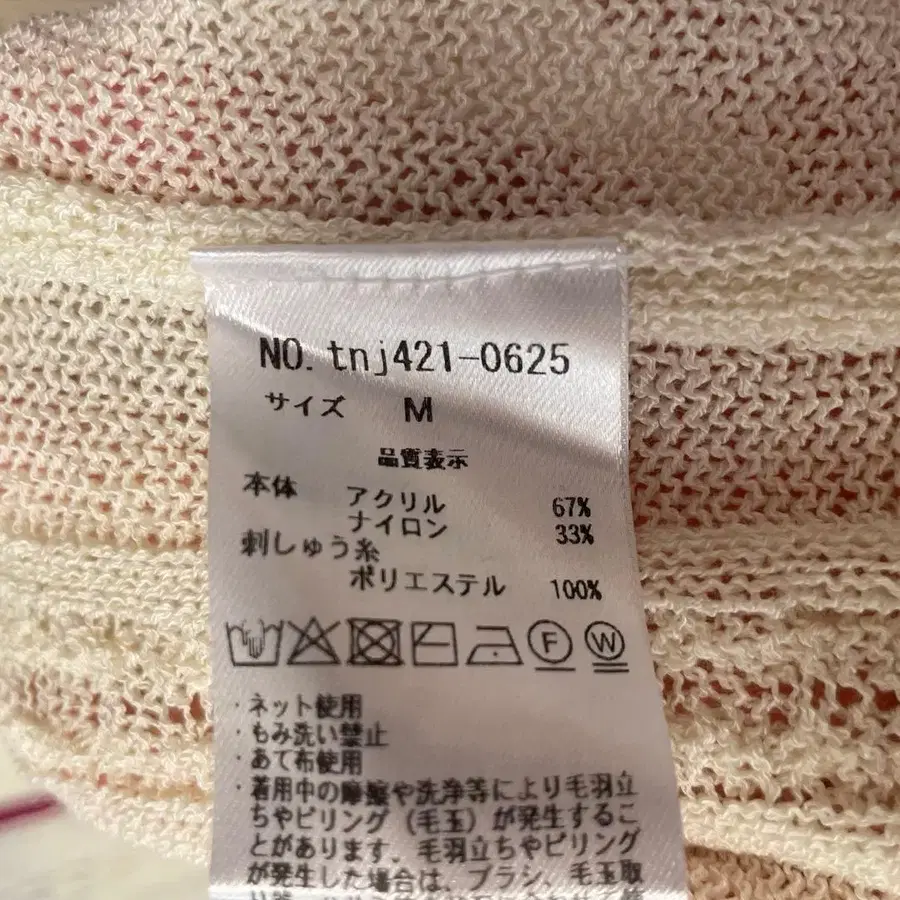 NO. tnj421-0625
サイズ M
品質表示
本体 アクリル 67%
ナイロン 33%
刺しゅう糸
ポリエステル 100%
F W
・ネット使用
・もみ洗い禁止
・あて布使用
・着用中の摩擦や洗浄等により毛羽立
ちやピリング（毛玉）が発生するこ
とがあります．毛羽立ちやピリング
が発生した場合は、ブラシ、毛玉取